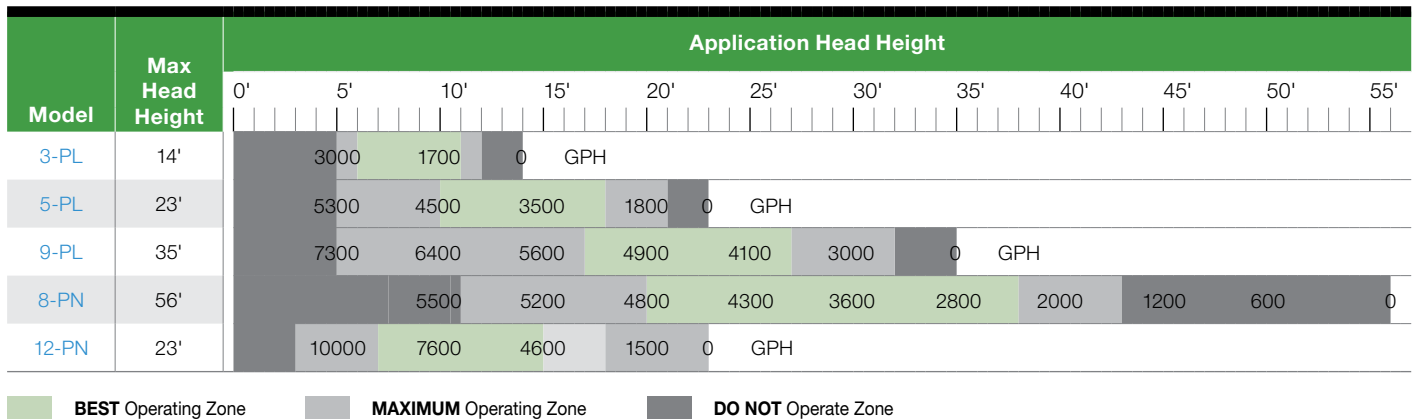 Application Head Height
Model Max Head Height 0' 5' 10' 15' 20' 25' 30' 35' 40' 45' 50' 55'
3-PL 14' 3000 1700 0 GPH
5-PL 23' 5300 4500 3500 1800 0 GPH
9-PL 35' 7300 6400 5600 4900 4100 3000 0 GPH
8-PN 56' 5500 5200 4800 4300 3600 2800 2000 1200 600 0
12-PN 23' 10000 7600 4600 1500 0 GPH
BEST Operating Zone MAXIMUM Operating Zone DO NOT Operate Zone